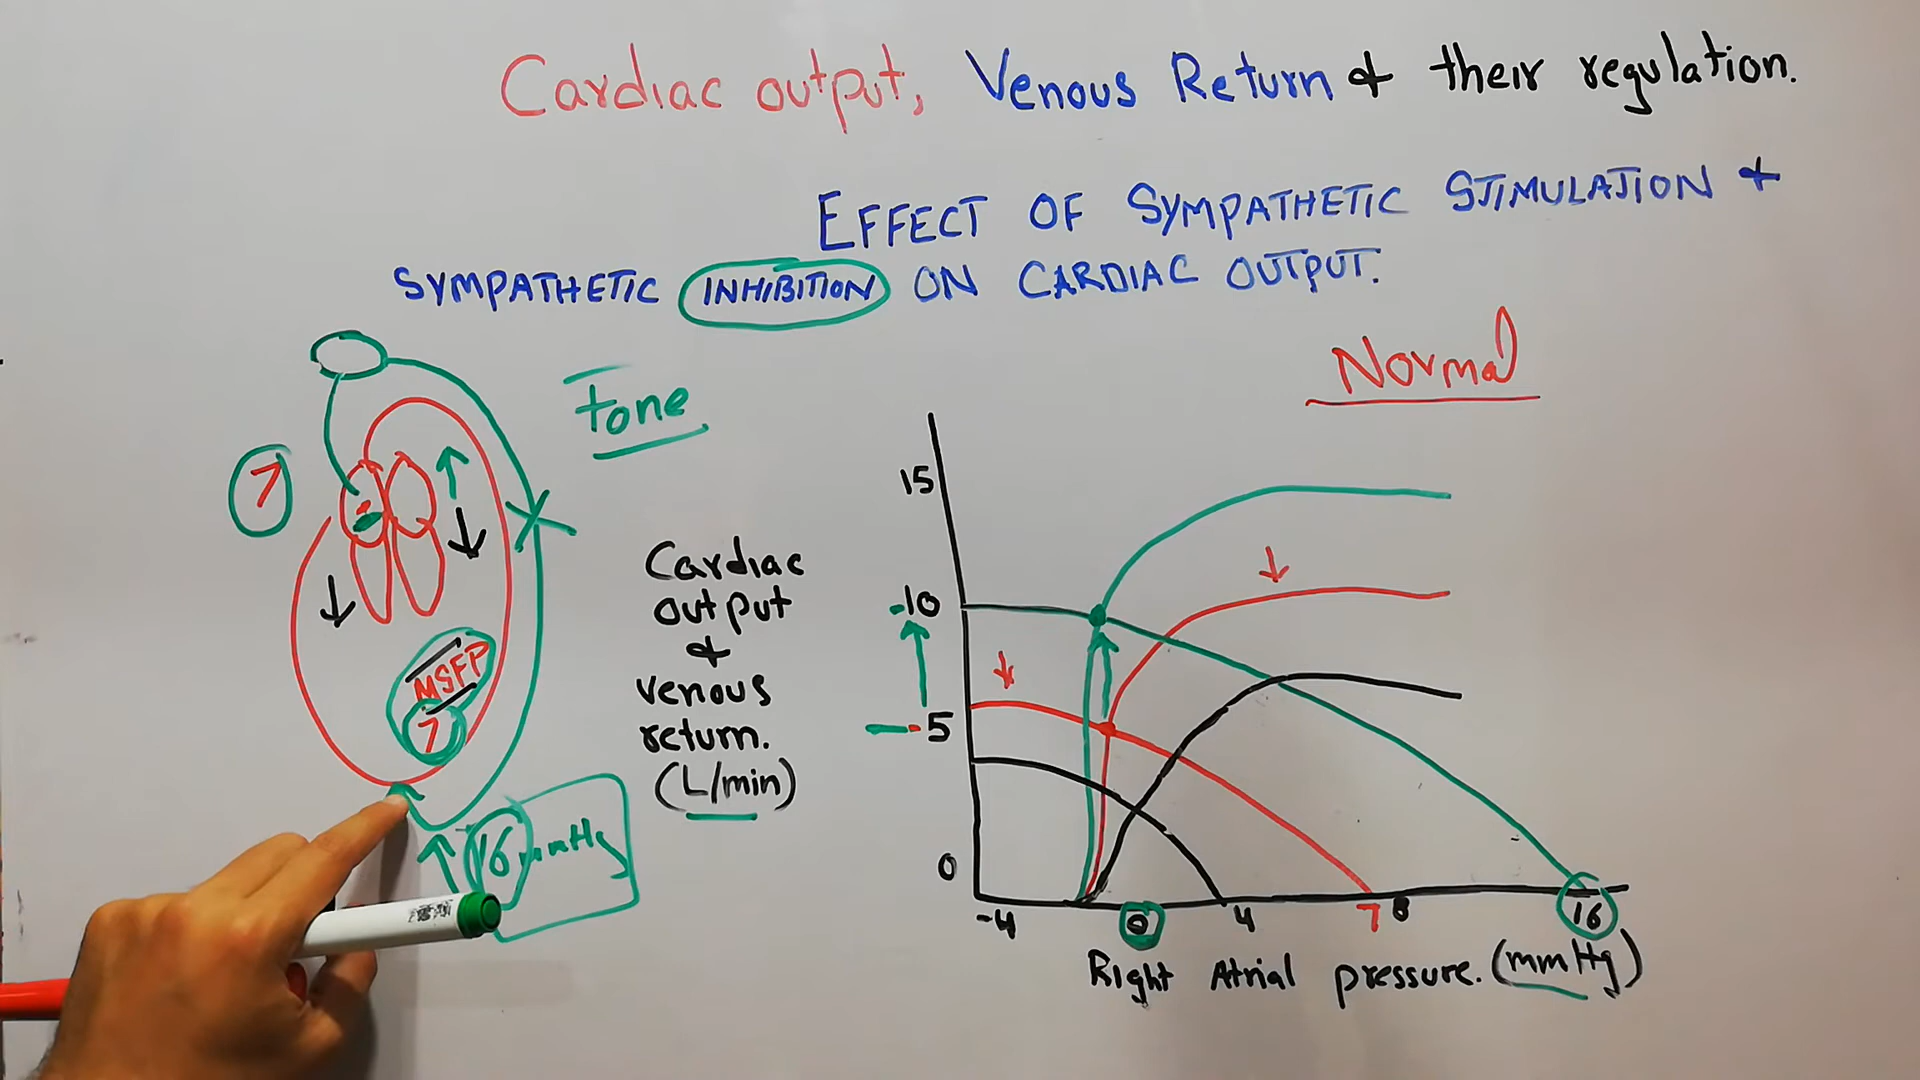 Cardiac output, Venous Return & their regulation.
EFFECT OF SYMPATHETIC STIMULATION &
SYMPATHETIC INHIBITION ON CARDIAC OUTPUT.
Normal
Tone
7
MSFP
7
16 mmHg
Cardiac
output
&
venous
return.
(L/min)
15
10
5
0
-4
0
4
7
8
16
Right Atrial pressure. (mmHg)